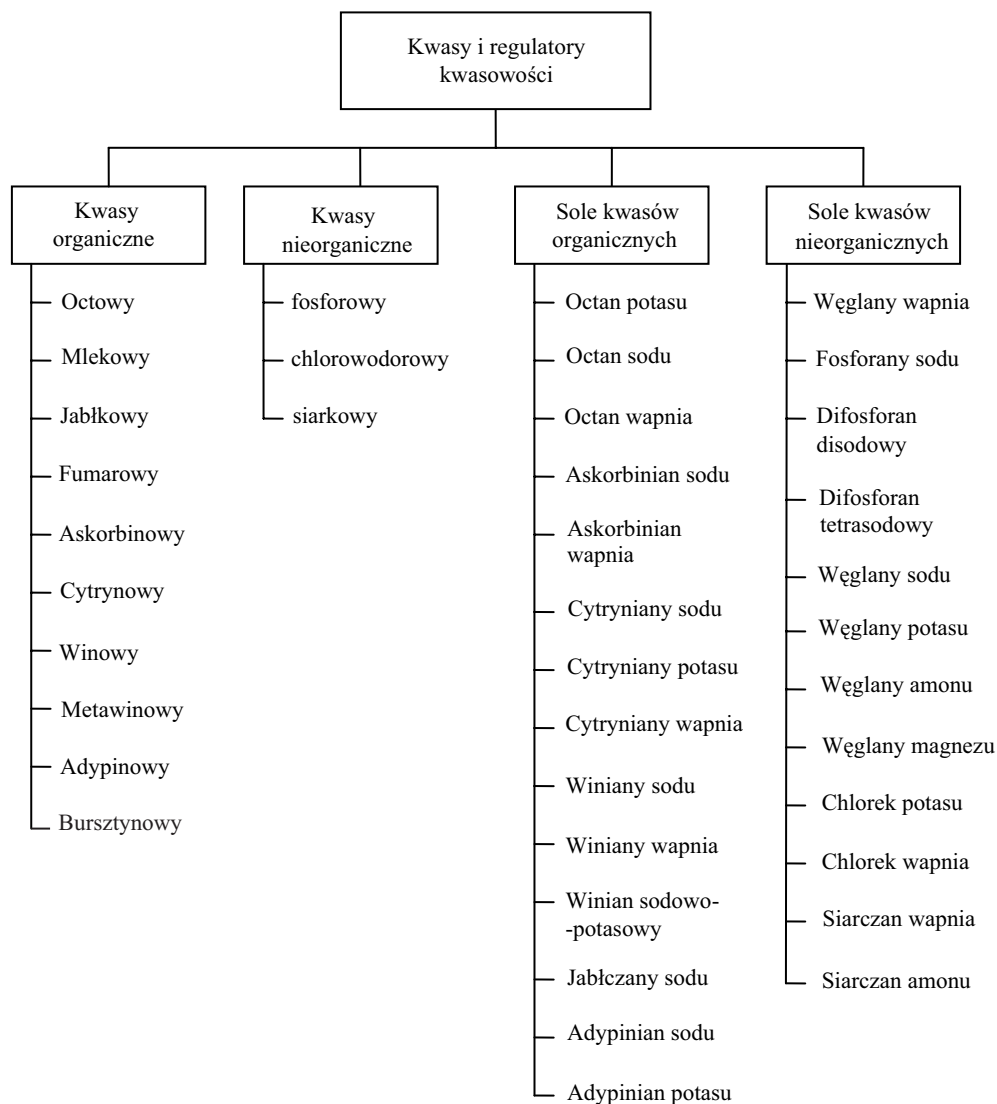 Kwasy i regulatory
kwasowości
Kwasy
organiczne
Octowy
Mlekowy
Jabłkowy
Fumarowy
Askorbinowy
Cytrynowy
Winowy
Metawinowy
Adypinowy
Bursztynowy
Kwasy
nieorganiczne
fosforowy
chlorowodorowy
siarkowy
Sole kwasów
organicznych
Octan potasu
Octan sodu
Octan wapnia
Askorbinian sodu
Askorbinian
wapnia
Cytryniany sodu
Cytryniany potasu
Cytryniany wapnia
Winiany sodu
Winiany wapnia
Winian sodowo-
-potasowy
Jabłczany sodu
Adypinian sodu
Adypinian potasu
Sole kwasów
nieorganicznych
Węglany wapnia
Fosforany sodu
Difosforan
disodowy
Difosforan
tetrasodowy
Węglany sodu
Węglany potasu
Węglany amonu
Węglany magnezu
Chlorek potasu
Chlorek wapnia
Siarczan wapnia
Siarczan amonu